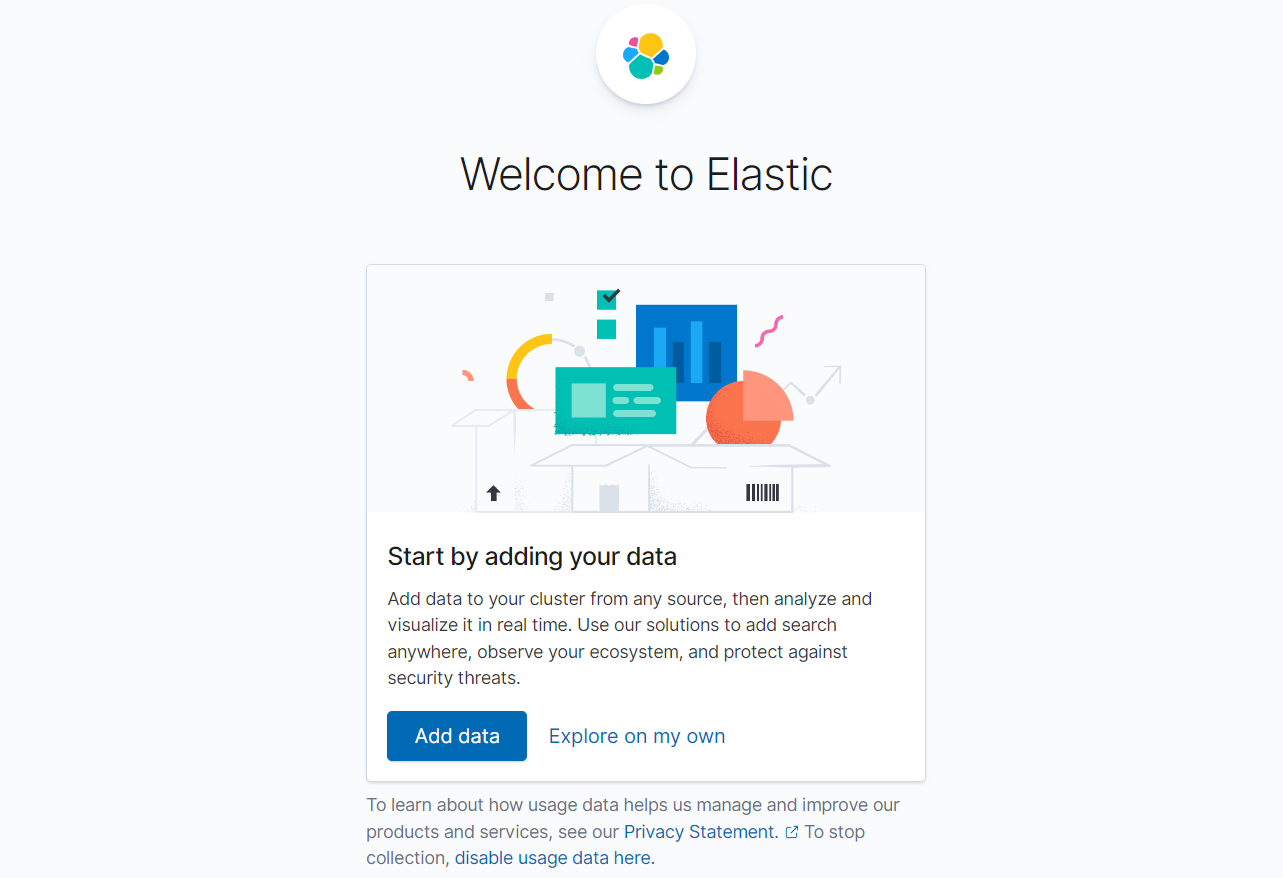 Welcome to Elastic
Start by adding your data
Add data to your cluster from any source, then analyze and
visualize it in real time. Use our solutions to add search
anywhere, observe your ecosystem, and protect against
security threats.
Add data
Explore on my own
To learn about how usage data helps us manage and improve our
products and services, see our Privacy Statement. To stop
collection, disable usage data here.